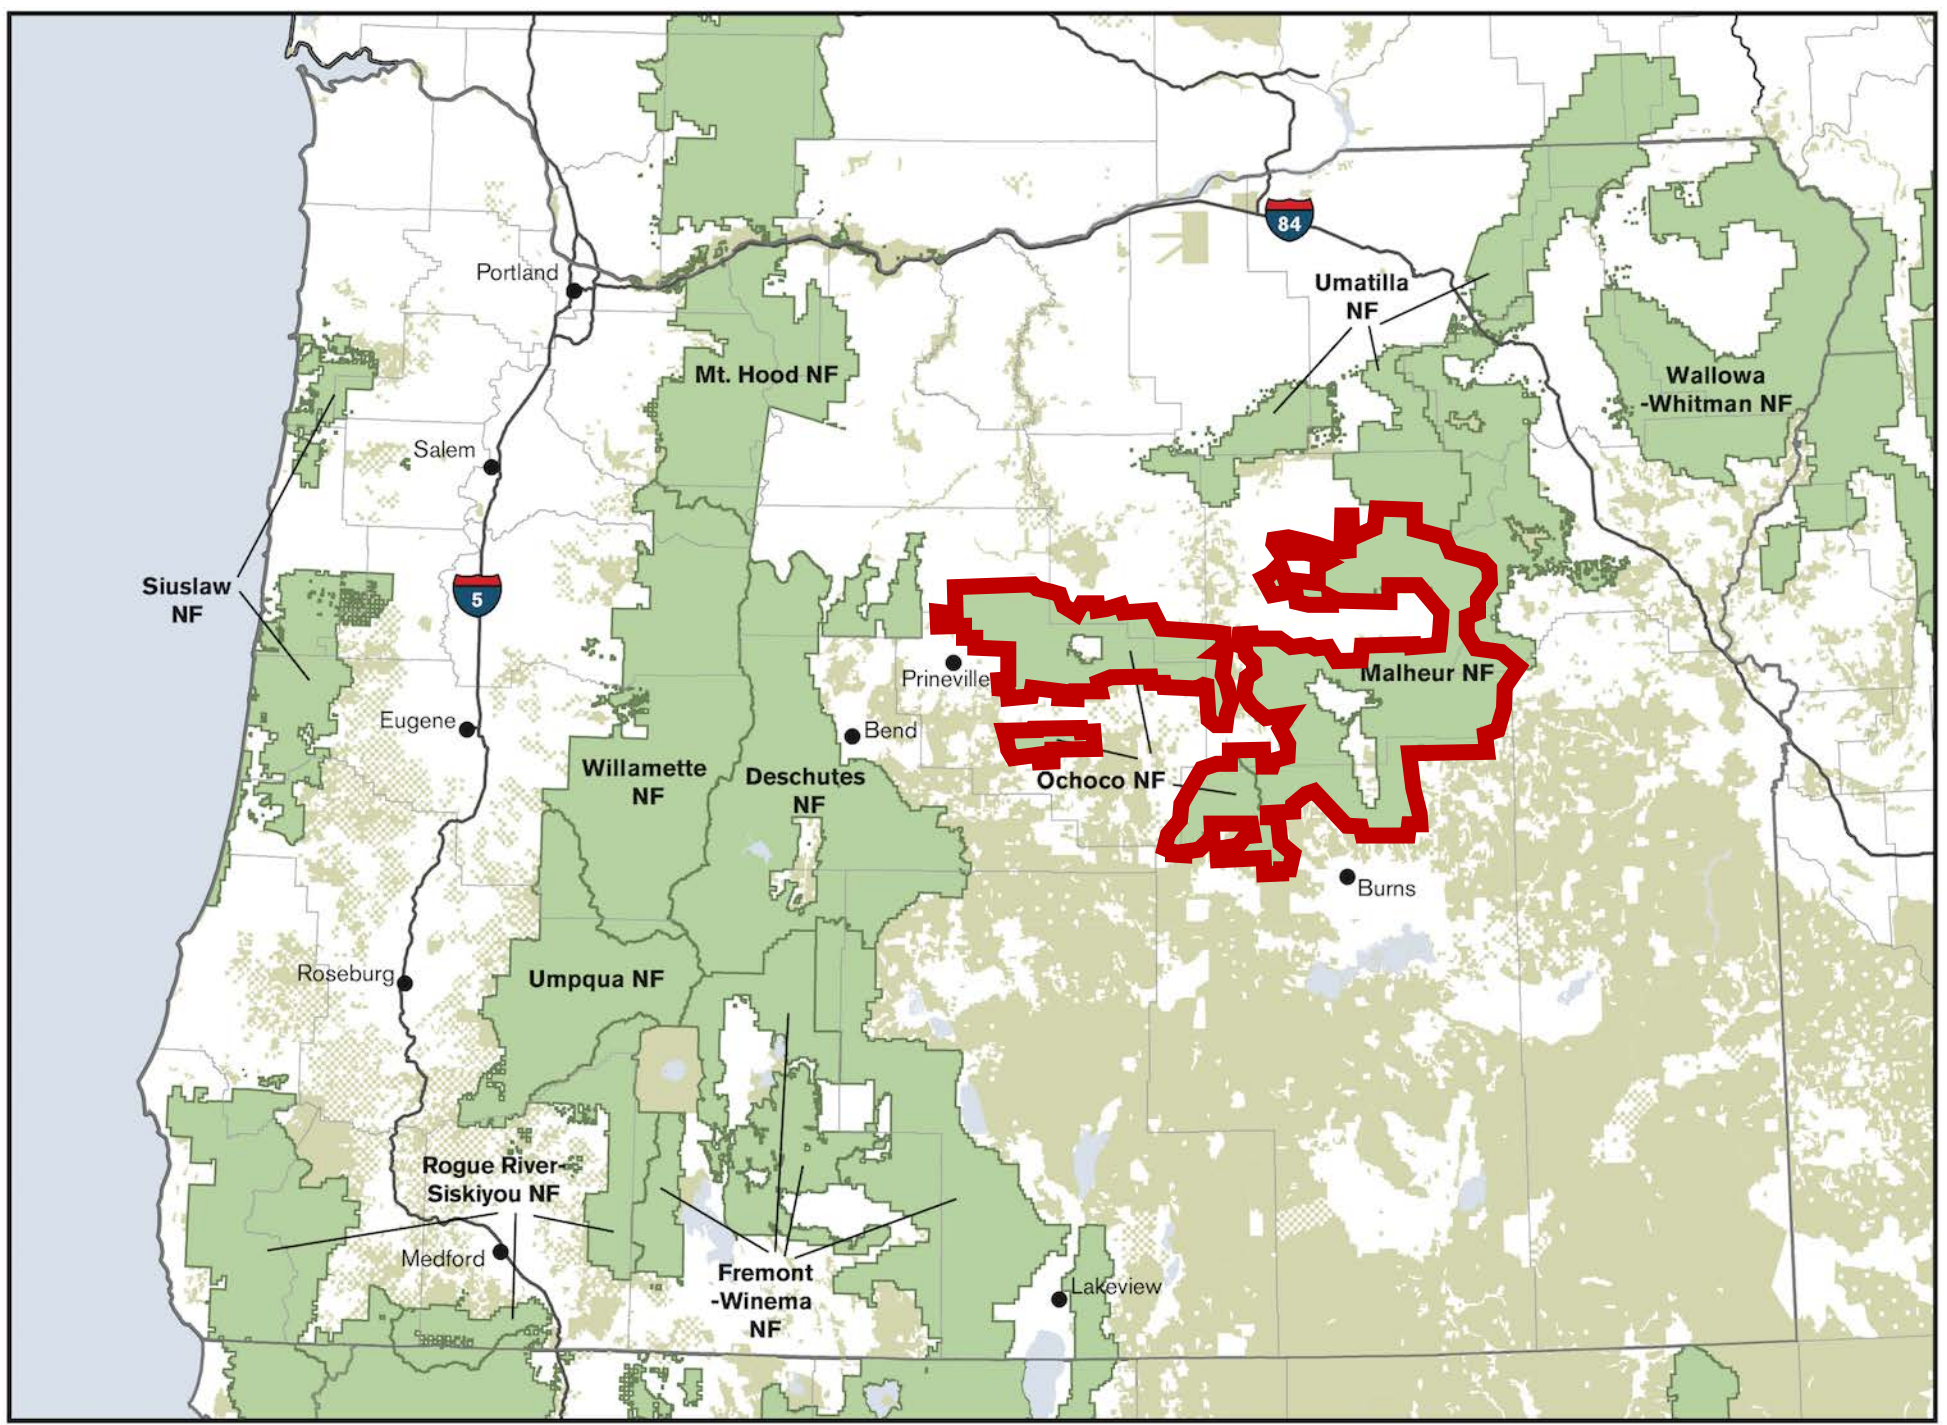 84
Portland
Umatilla
NF
Mt. Hood NF
Wallowa
-Whitman NF
Salem
Siuslaw
NF
5
Prineville
Malheur NF
Eugene
Bend
Willamette
NF
Deschutes
NF
Ochoco NF
Burns
Roseburg
Umpqua NF
Rogue River-
Siskiyou NF
Medford
Fremont
-Winema
NF
Lakeview